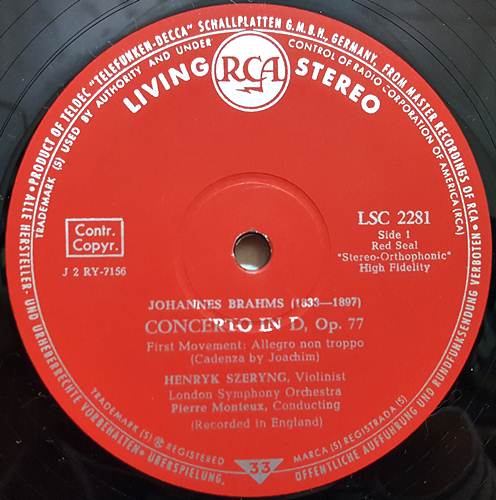 • PRODUCT OF TELDEC "TELEFUNKEN-DECCA" SCHALLPLATTEN G.M.B.H., GERMANY, FROM MASTER RECORDINGS OF RCA •
TRADEMARK (S) USED BY AUTHORITY AND UNDER CONTROL OF RADIO CORPORATION OF AMERICA (RCA)
LIVING RCA STEREO
Contr.
Copyr.
J 2 RY-7156
LSC 2281
Side 1
Red Seal
"Stereo-Orthophonic"
High Fidelity
JOHANNES BRAHMS (1833—1897)
CONCERTO IN D, Op. 77
First Movement: Allegro non troppo
(Cadenza by Joachim)
HENRYK SZERYNG, Violinist
London Symphony Orchestra
Pierre Monteux, Conducting
(Recorded in England)
TRADEMARK (S) ® REGISTERED
MARCA (S) REGISTRADA (S)
33
ALLE HERSTELLER- UND URHEBERRECHTE VORBEHALTEN • ÜBERSPIELUNG, ÖFFENTLICHE AUFFÜHRUNG UND RUNDFUNKSENDUNG VERBOTEN